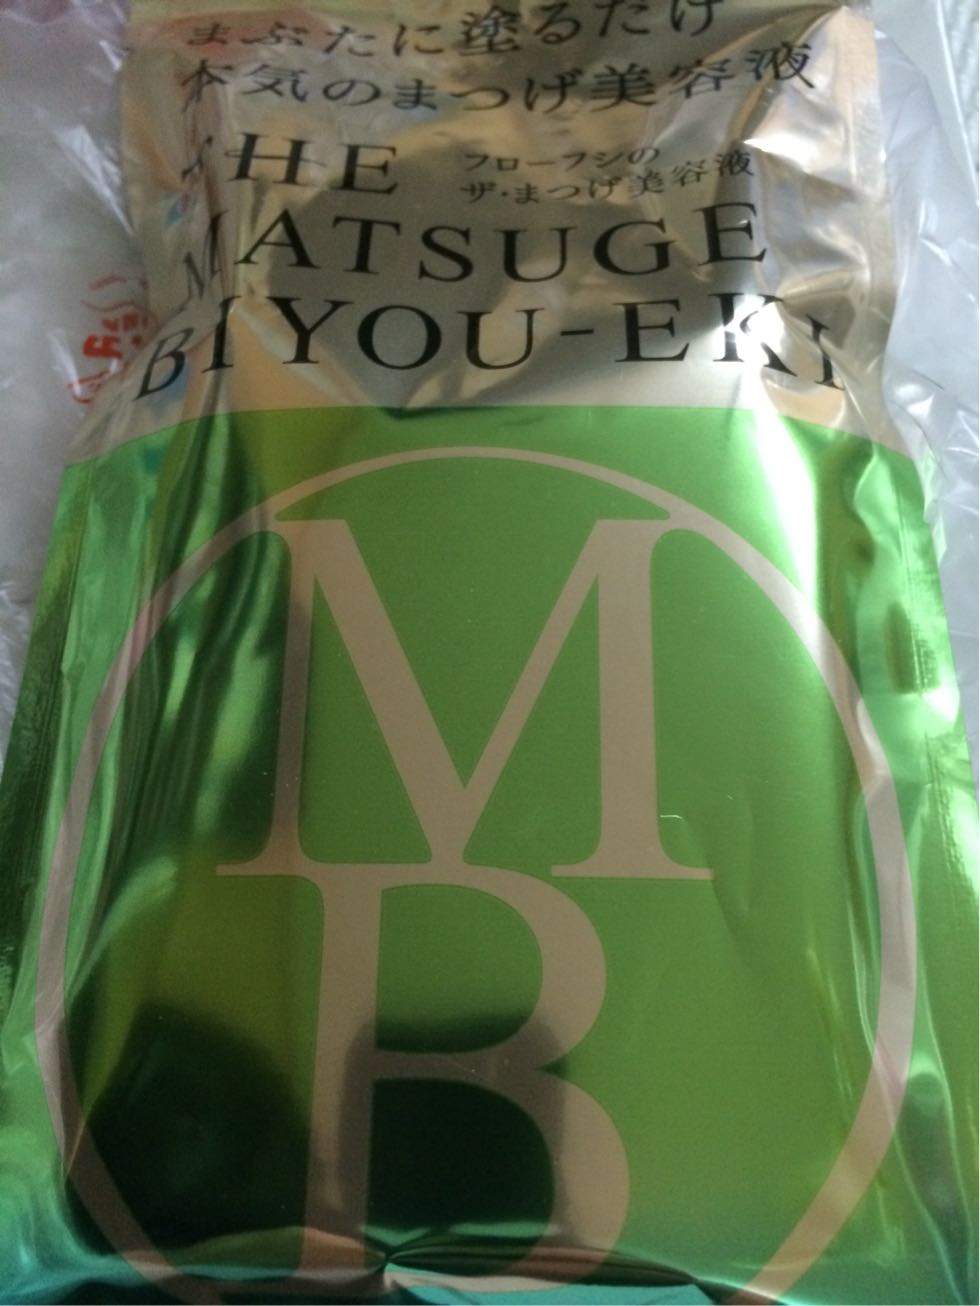 まぶたに塗るだけ
本気のまつげ美容液
THE
フローフシの
ザ・まつげ美容液
MATSUGE
BIYOU-EKI
M
B